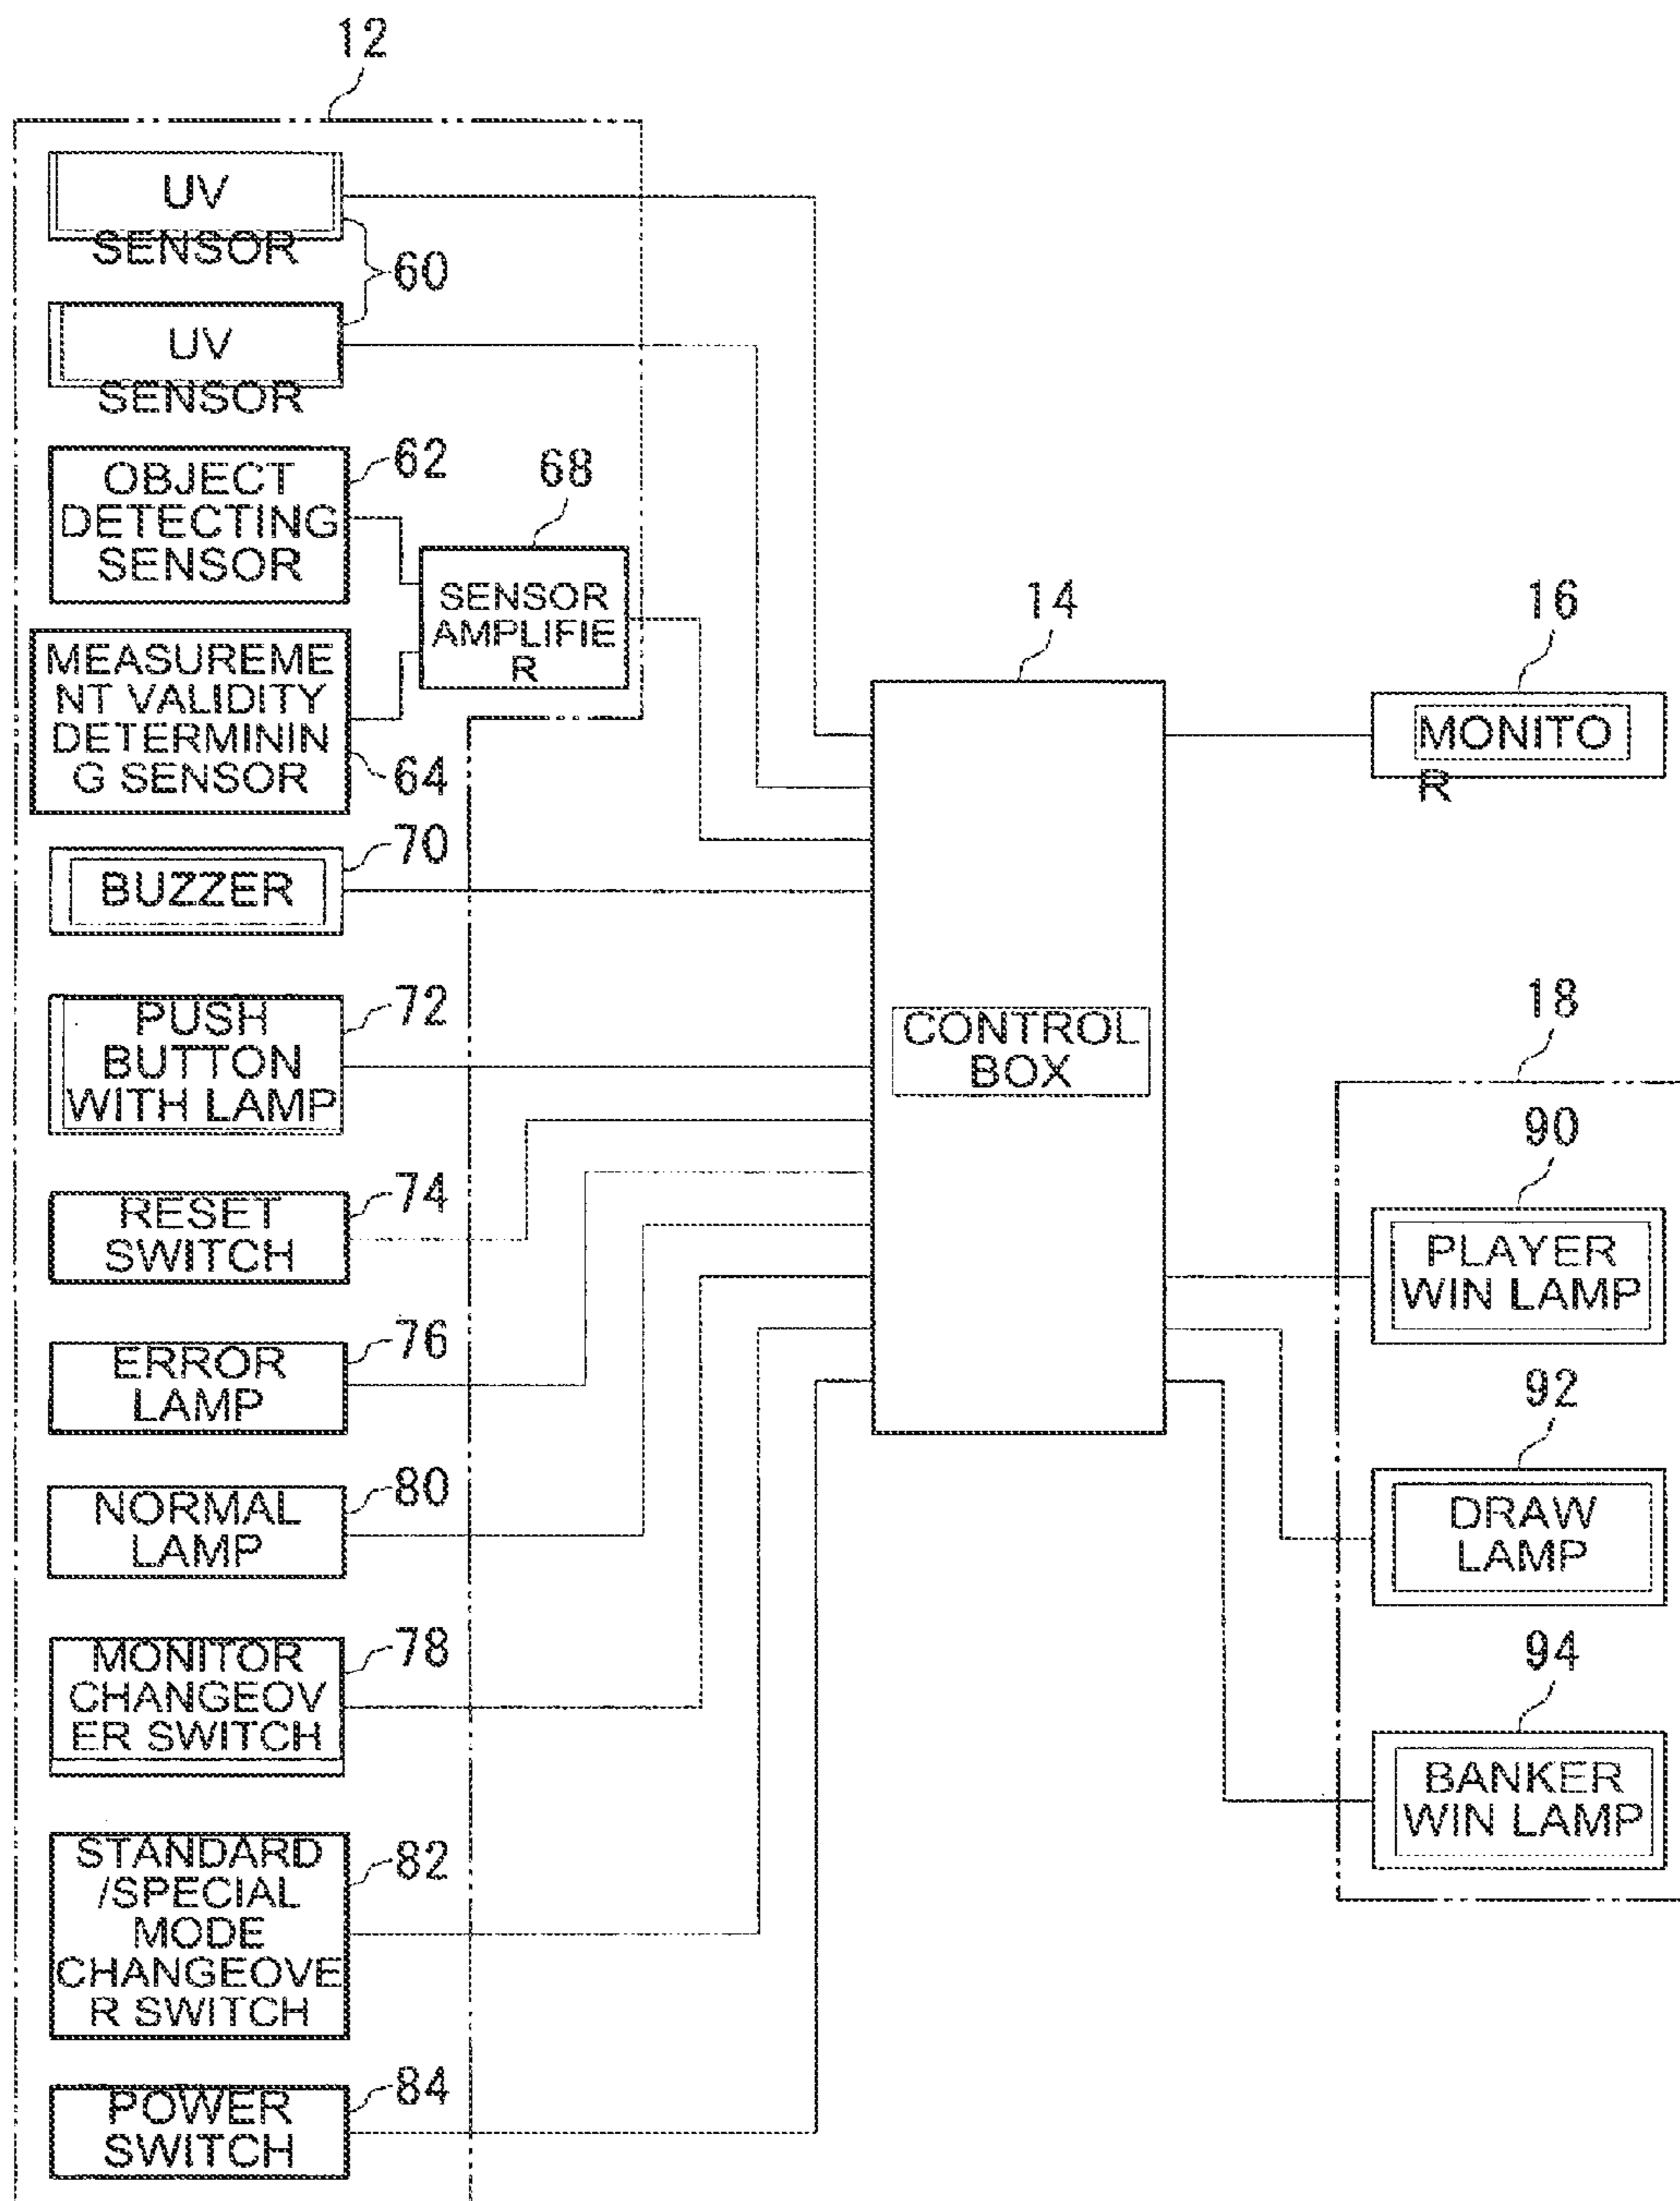 12
UV
SENSOR
60
UV
SENSOR
OBJECT
DETECTING
SENSOR
62
68
SENSOR
AMPLIFIE
R
MEASUREME
NT VALIDITY
DETERMININ
G SENSOR
64
BUZZER
70
PUSH
BUTTON
WITH LAMP
72
RESET
SWITCH
74
ERROR
LAMP
76
NORMAL
LAMP
80
MONITOR
CHANGEOV
ER SWITCH
78
STANDARD
/SPECIAL
MODE
CHANGEOVE
R SWITCH
82
POWER
SWITCH
84
14
CONTROL
BOX
16
MONITO
R
18
90
PLAYER
WIN LAMP
92
DRAW
LAMP
94
BANKER
WIN LAMP